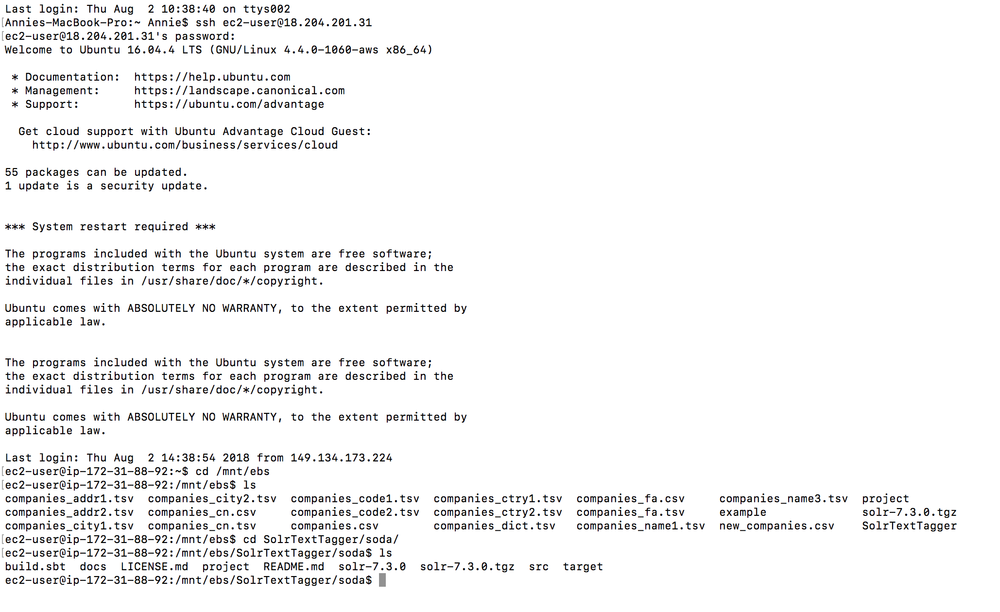 Last login: Thu Aug  2 10:38:40 on ttys002
[Annies-MacBook-Pro:~ Annie$ ssh ec2-user@18.204.201.31
[ec2-user@18.204.201.31's password:
Welcome to Ubuntu 16.04.4 LTS (GNU/Linux 4.4.0-1060-aws x86_64)

 * Documentation:  https://help.ubuntu.com
 * Management:     https://landscape.canonical.com
 * Support:        https://ubuntu.com/advantage

  Get cloud support with Ubuntu Advantage Cloud Guest:
    http://www.ubuntu.com/business/services/cloud

55 packages can be updated.
1 update is a security update.

*** System restart required ***

The programs included with the Ubuntu system are free software;
the exact distribution terms for each program are described in the
individual files in /usr/share/doc/*/copyright.

Ubuntu comes with ABSOLUTELY NO WARRANTY, to the extent permitted by
applicable law.

The programs included with the Ubuntu system are free software;
the exact distribution terms for each program are described in the
individual files in /usr/share/doc/*/copyright.

Ubuntu comes with ABSOLUTELY NO WARRANTY, to the extent permitted by
applicable law.

Last login: Thu Aug  2 14:38:54 2018 from 149.134.173.224
[ec2-user@ip-172-31-88-92:~$ cd /mnt/ebs
[ec2-user@ip-172-31-88-92:/mnt/ebs$ ls
companies_addr1.tsv  companies_city2.tsv  companies_code1.tsv  companies_ctry1.tsv  companies_fa.csv     companies_name3.tsv  project
companies_addr2.tsv  companies_cn.csv     companies_code2.tsv  companies_ctry2.tsv  companies_fa.tsv     example              solr-7.3.0.tgz
companies_city1.tsv  companies_cn.tsv     companies.csv        companies_dict.tsv   companies_name1.tsv  new_companies.csv    SolrTextTagger
[ec2-user@ip-172-31-88-92:/mnt/ebs$ cd SolrTextTagger/soda/
[ec2-user@ip-172-31-88-92:/mnt/ebs/SolrTextTagger/soda$ ls
build.sbt  docs  LICENSE.md  project  README.md  solr-7.3.0  solr-7.3.0.tgz  src  target
ec2-user@ip-172-31-88-92:/mnt/ebs/SolrTextTagger/soda$